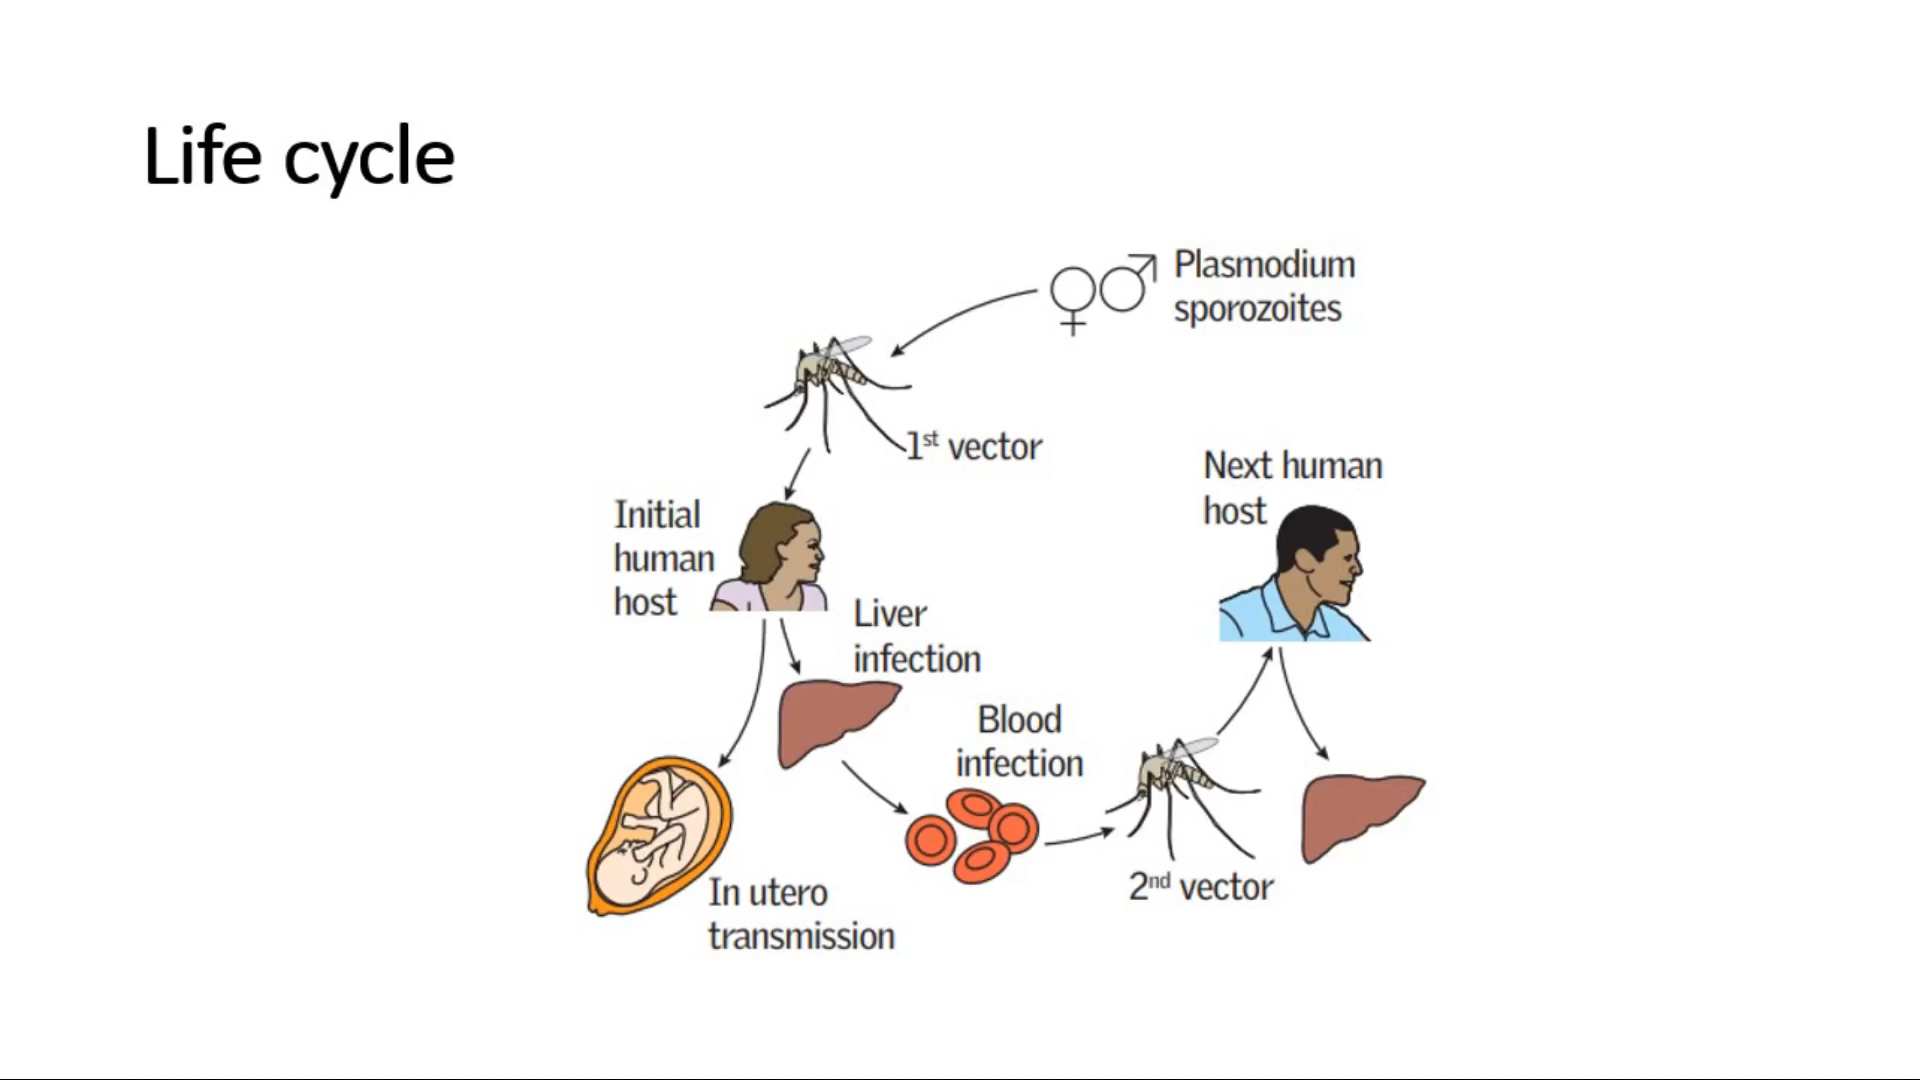 Life cycle
Plasmodium
sporozoites
1st vector
Initial
human
host
Next human
host
Liver
infection
Blood
infection
2nd vector
In utero
transmission